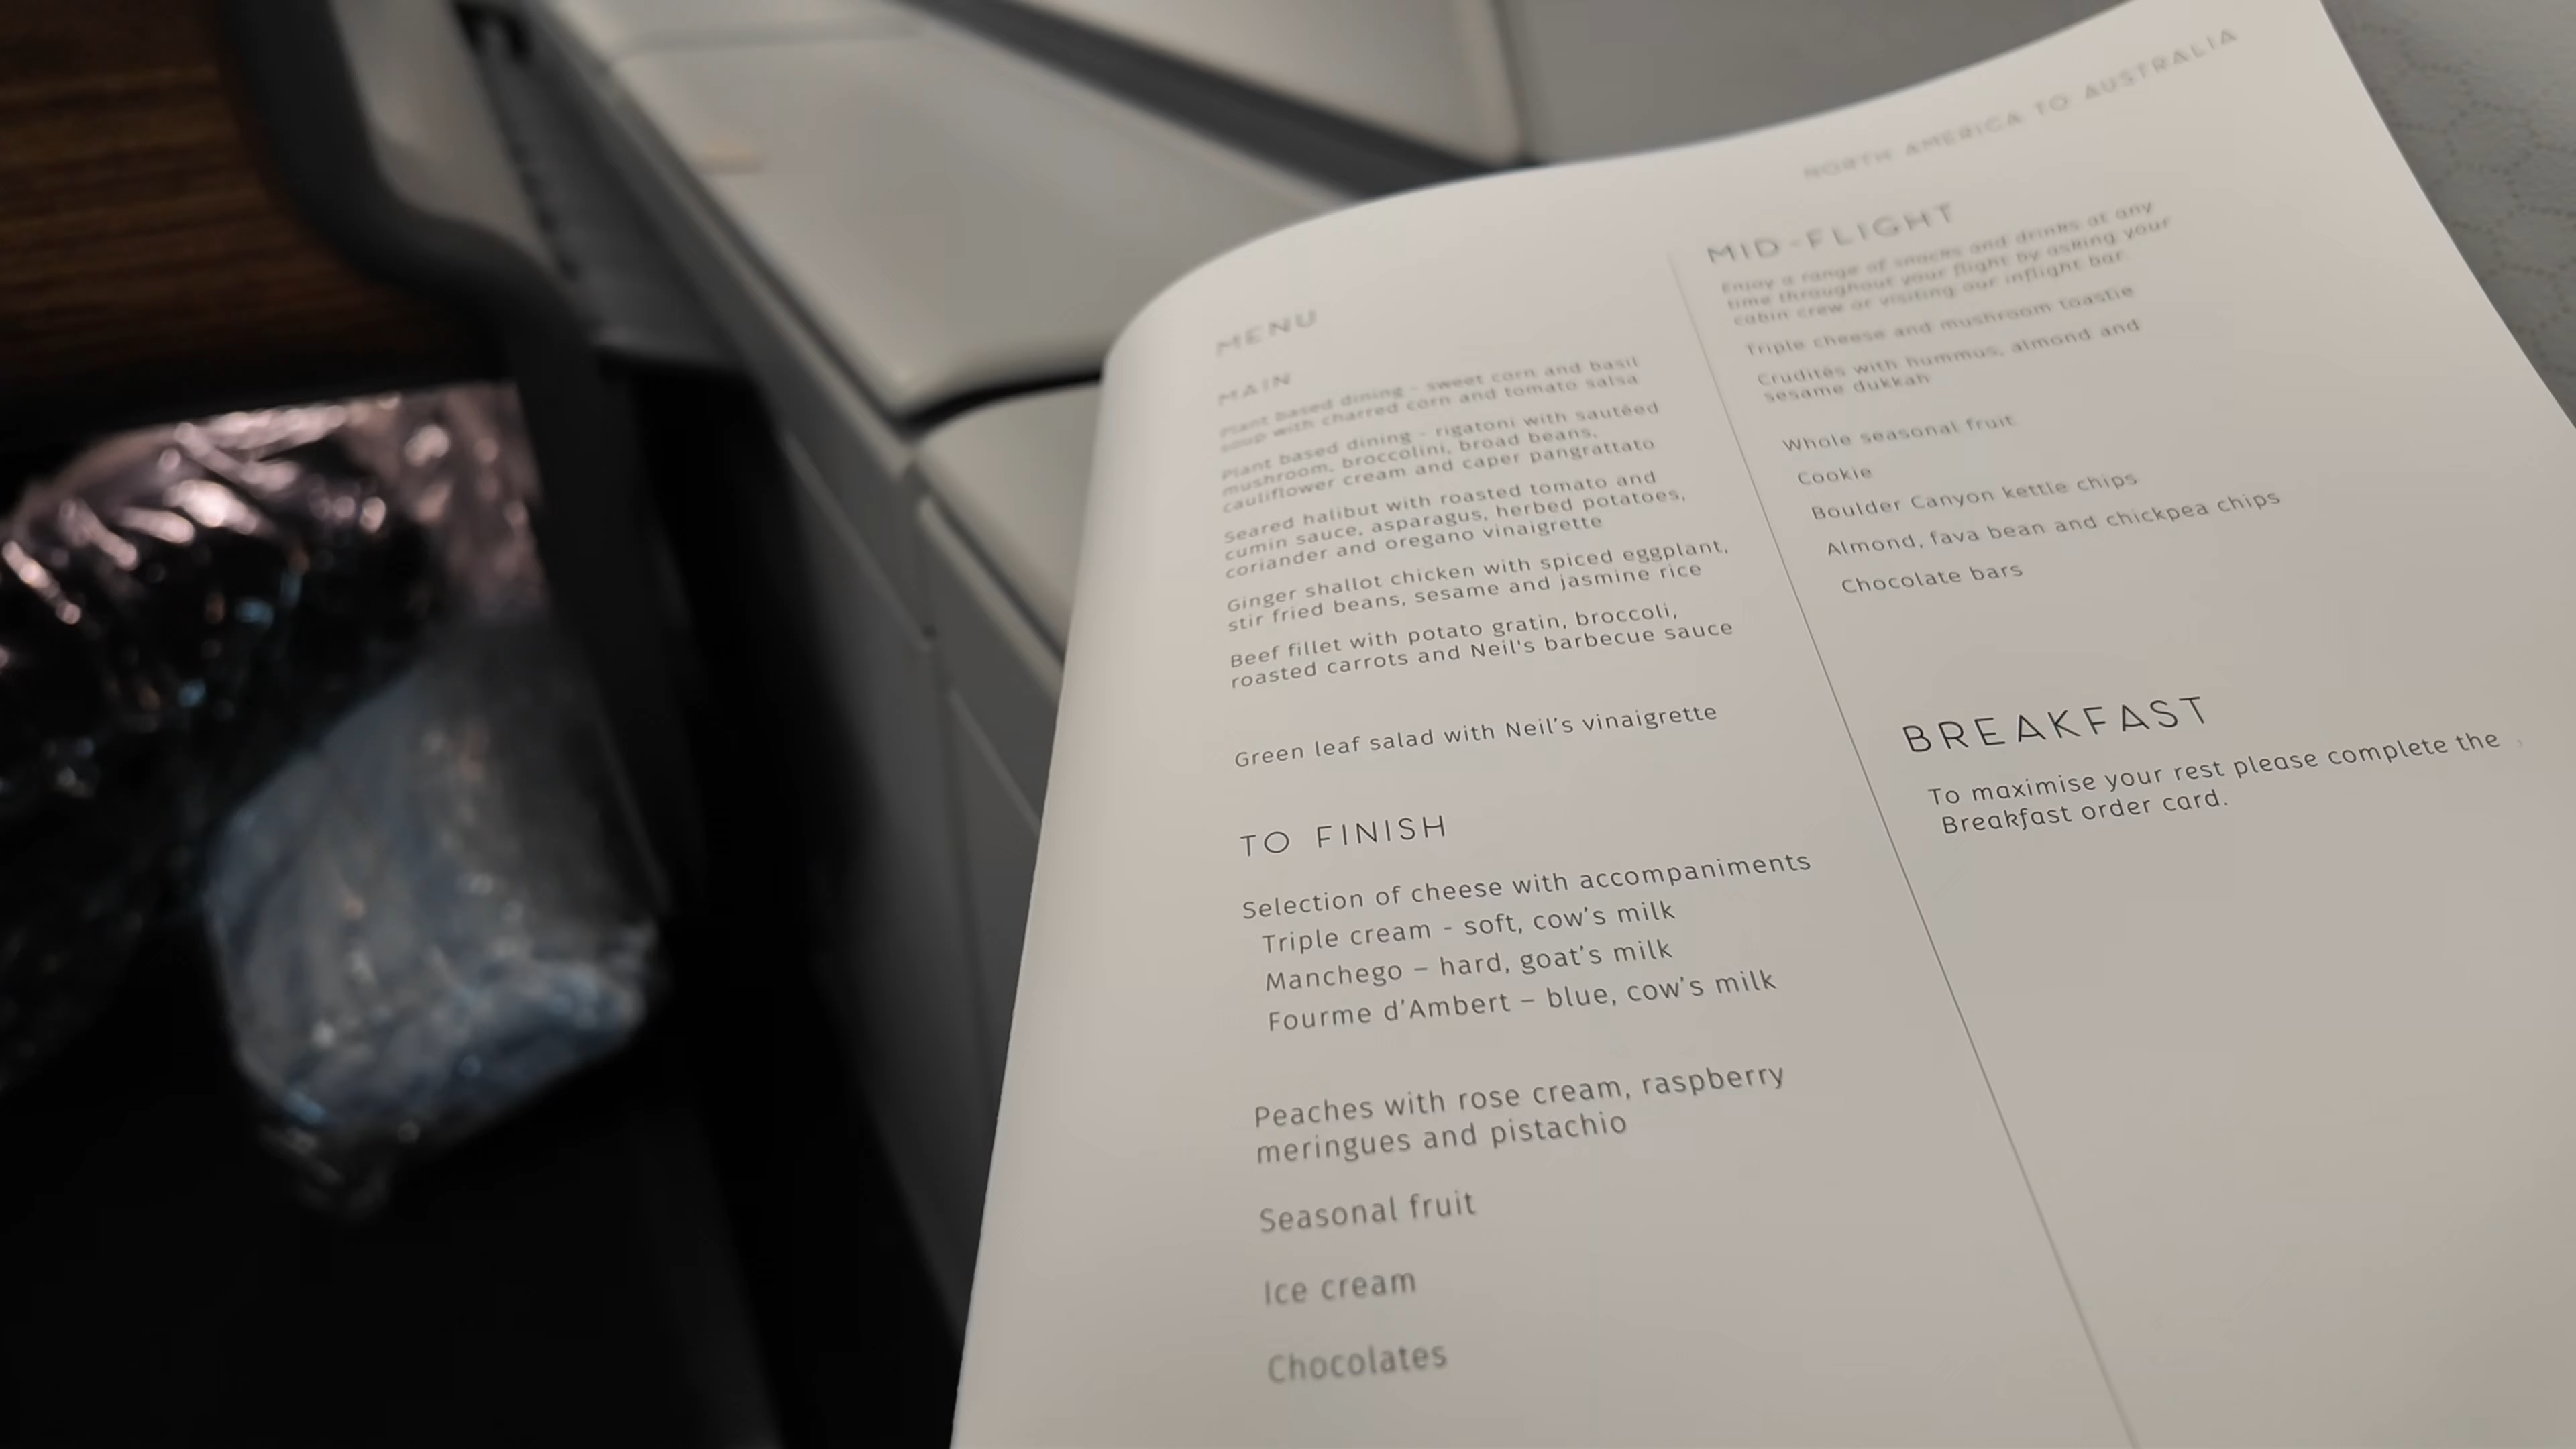 NORTH AMERICA TO AUSTRALIA
MENU
MAIN
Plant based dining - sweet corn and basil
soup with charred corn and tomato salsa
Plant based dining - rigatoni with sautéed
mushroom, broccolini, broad beans,
cauliflower cream and caper pangrattato
Seared halibut with roasted tomato and
cumin sauce, asparagus, herbed potatoes,
coriander and oregano vinaigrette
Ginger shallot chicken with spiced eggplant,
stir fried beans, sesame and jasmine rice
Beef fillet with potato gratin, broccoli,
roasted carrots and Neil's barbecue sauce
Green leaf salad with Neil's vinaigrette
TO FINISH
Selection of cheese with accompaniments
Triple cream - soft, cow's milk
Manchego – hard, goat's milk
Fourme d'Ambert – blue, cow's milk
Peaches with rose cream, raspberry
meringues and pistachio
Seasonal fruit
Ice cream
Chocolates
MID-FLIGHT
Enjoy a range of snacks and drinks at any
time throughout your flight by asking your
cabin crew or visiting our inflight bar.
Triple cheese and mushroom toastie
Crudités with hummus, almond and
sesame dukkah
Whole seasonal fruit
Cookie
Boulder Canyon kettle chips
Almond, fava bean and chickpea chips
Chocolate bars
BREAKFAST
To maximise your rest please complete the
Breakfast order card.